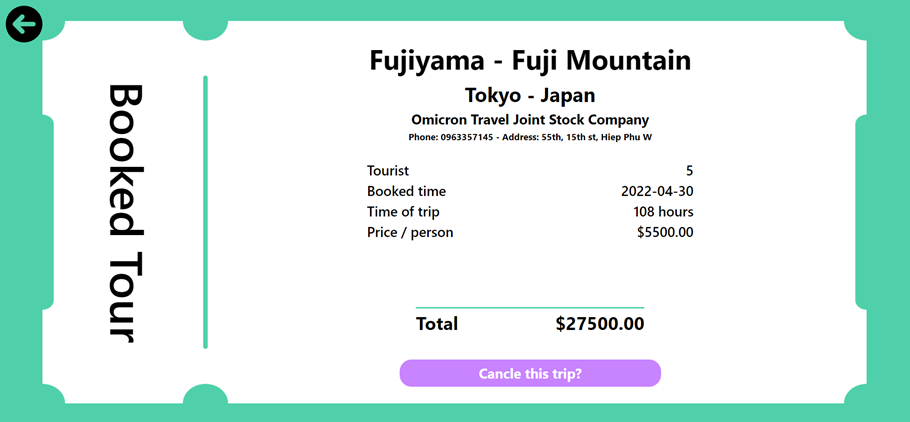 Booked Tour
Fujiyama - Fuji Mountain
Tokyo - Japan
Omicron Travel Joint Stock Company
Phone: 0963357145 - Address: 55th, 15th st, Hiep Phu W
Tourist 5
Booked time 2022-04-30
Time of trip 108 hours
Price / person $5500.00
Total $27500.00
Cancle this trip?